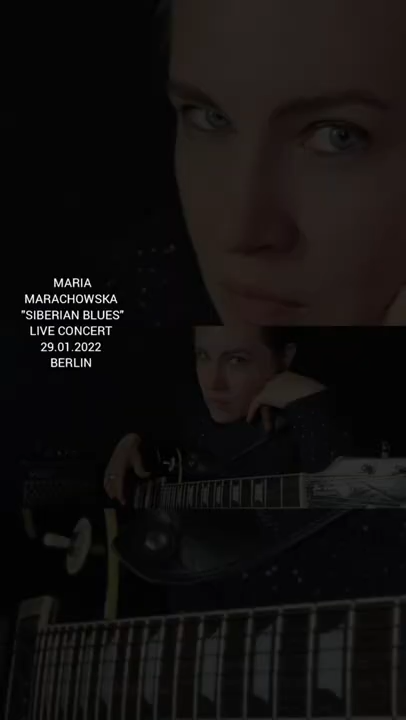 MARIA
MARACHOWSKA
"SIBERIAN BLUES"
LIVE CONCERT
29.01.2022
BERLIN